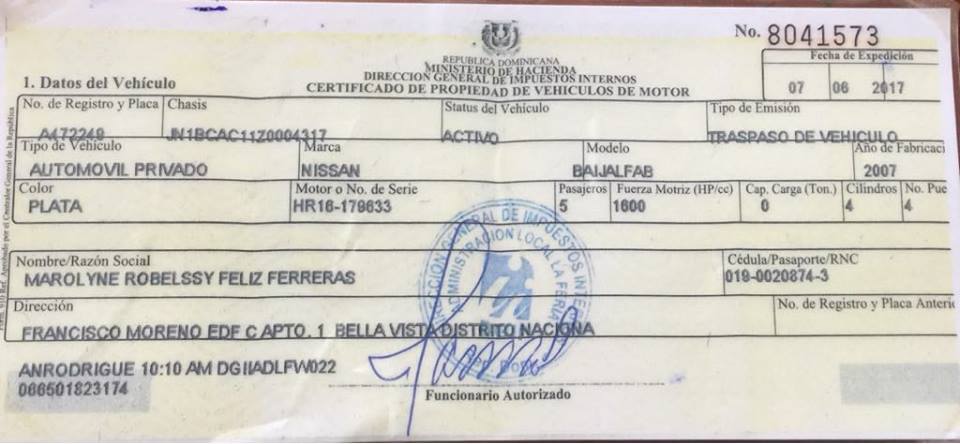 No. 8041573
REPUBLICA DOMINICANA
MINISTERIO DE HACIENDA
DIRECCION GENERAL DE IMPUESTOS INTERNOS
CERTIFICADO DE PROPIEDAD DE VEHICULOS DE MOTOR
Fecha de Expedición
07 06 2017
1. Datos del Vehículo
No. de Registro y Placa Chasis Status del Vehículo Tipo de Emisión
A472249 JN1BCAC11Z0004317 ACTIVO TRASPASO DE VEHICULO
Tipo de Vehículo Marca Modelo Año de Fabricaci
AUTOMOVIL PRIVADO NISSAN BAIJALFAB 2007
Color Motor o No. de Serie Pasajeros Fuerza Motriz (HP/cc) Cap. Carga (Ton.) Cilindros No. Pue
PLATA HR16-179633 5 1600 0 4 4
Nombre/Razón Social Cédula/Pasaporte/RNC
MAROLYNE ROBELSSY FELIZ FERRERAS 019-0020874-3
Dirección No. de Registro y Placa Anterio
FRANCISCO MORENO EDF C APTO. 1 BELLA VISTA DISTRITO NACIONA
ANRODRIGUE 10:10 AM DGIIADLFW022
066501823174
Funcionario Autorizado
DIRECCION GENERAL DE IMPUESTOS INTERNOS
ADMINISTRACION LOCAL LA FERIA
Aprobado por el Contralor General de la República